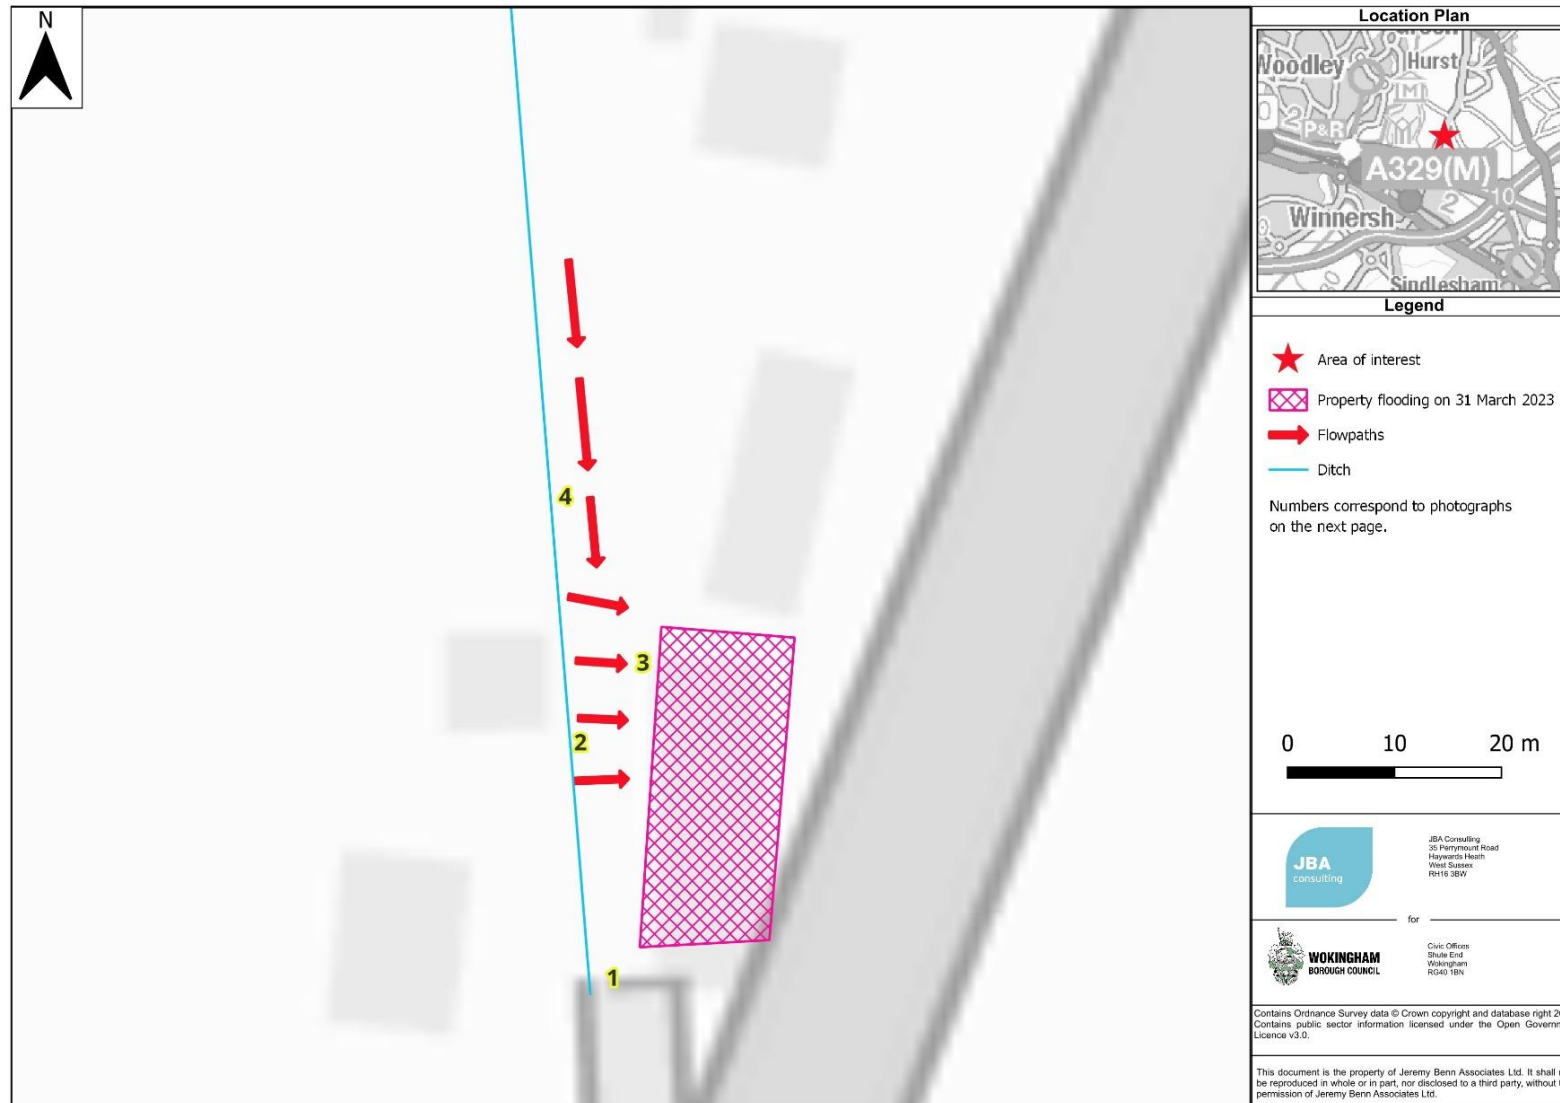 N
4
3
2
1
Location Plan
Woodley
Hurst
M
2
P&R
A329(M)
10
2
Winnersh
Sindlesham
Legend
Area of interest
Property flooding on 31 March 2023
Flowpaths
Ditch
Numbers correspond to photographs
on the next page.
0 10 20 m
JBA
consulting
JBA Consulting
35 Perrymount Road
Haywards Heath
West Sussex
RH16 3BW
for
WOKINGHAM
BOROUGH COUNCIL
Civic Offices
Shute End
Wokingham
RG40 1BN
Contains Ordnance Survey data © Crown copyright and database right
Contains public sector information licensed under the Open
Licence v3.0.
This document is the property of Jeremy Benn Associates Ltd. It shall
be reproduced in whole or in part, nor disclosed to a third party, without
permission of Jeremy Benn Associates Ltd.